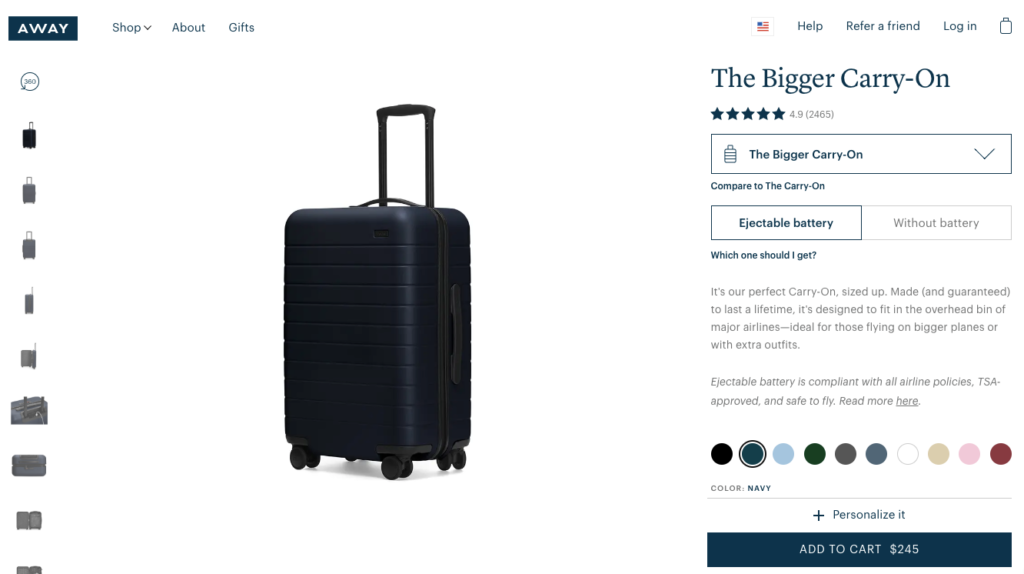 AWAY
Shop
About
Gifts
Help
Refer a friend
Log in
360
The Bigger Carry-On
4.9 (2465)
The Bigger Carry-On
Compare to The Carry-On
Ejectable battery
Without battery
Which one should I get?
It's our perfect Carry-On, sized up. Made (and guaranteed)
to last a lifetime, it's designed to fit in the overhead bin of
major airlines—ideal for those flying on bigger planes or
with extra outfits.
Ejectable battery is compliant with all airline policies, TSA-
approved, and safe to fly. Read more here.
COLOR: NAVY
+ Personalize it
ADD TO CART $245